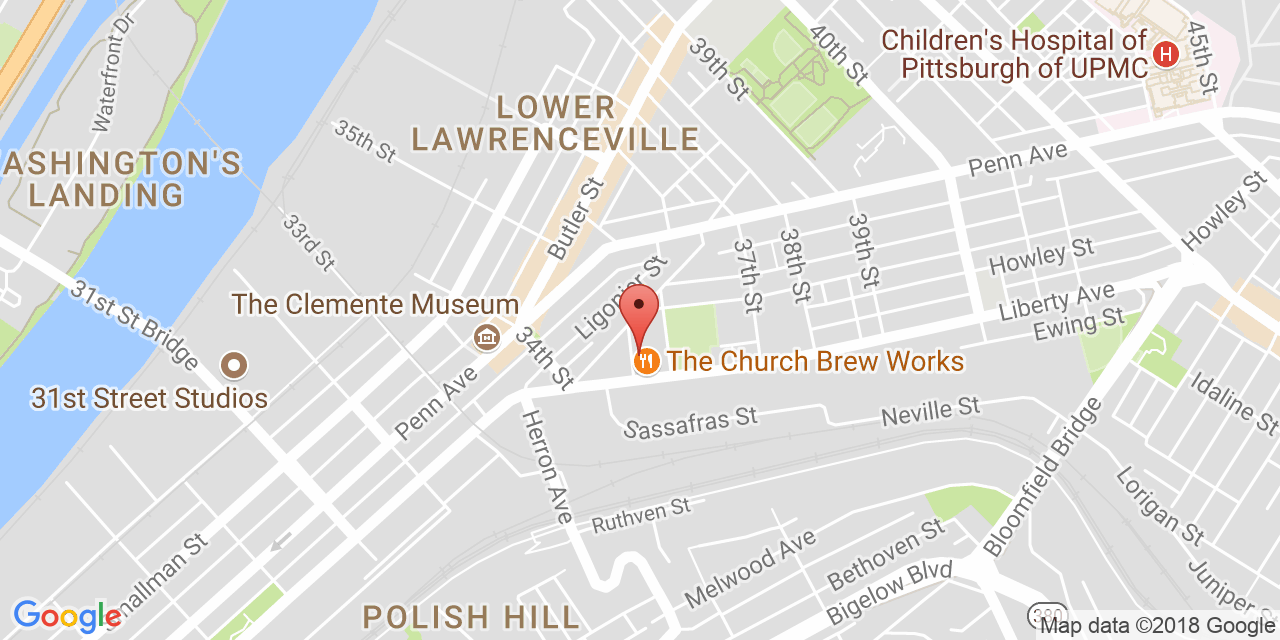 Waterfront Dr
39th St
40th St
Children's Hospital of
Pittsburgh of UPMC
H
45th St
LOWER
LAWRENCEVILLE
35th St
Penn Ave
ASHINGTON'S
LANDING
Butler St
Howley St
33rd St
37th St
38th St
39th St
Howley St
Ligonier St
31st St Bridge
The Clemente Museum
Liberty Ave
Ewing St
34th St
The Church Brew Works
31st Street Studios
Penn Ave
Idaline St
Sassafras St
Neville St
Herron Ave
Bloomfield Bridge
Lorigan St
Ruthven St
Melwood Ave
Bethoven St
Bigelow Blvd
Juniper S
mallman St
POLISH HILL
380
Google
Map data ©2018 Google